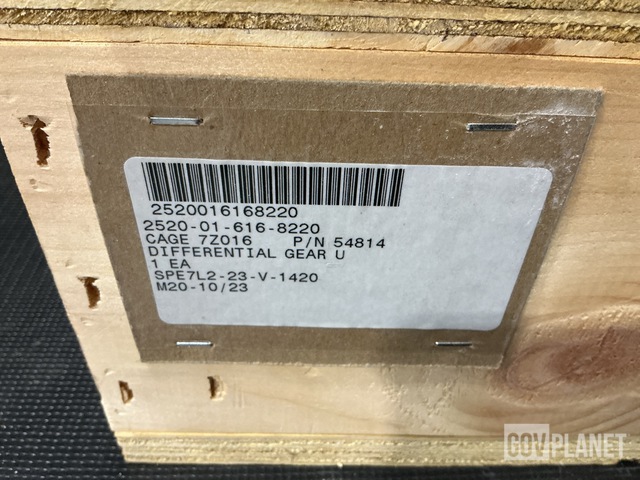 2520016168220
2520-01-616-8220
CAGE 7Z016 P/N 54814
DIFFERENTIAL GEAR U
1 EA
SPE7L2-23-V-1420
M20-10/23
GOVPLANET